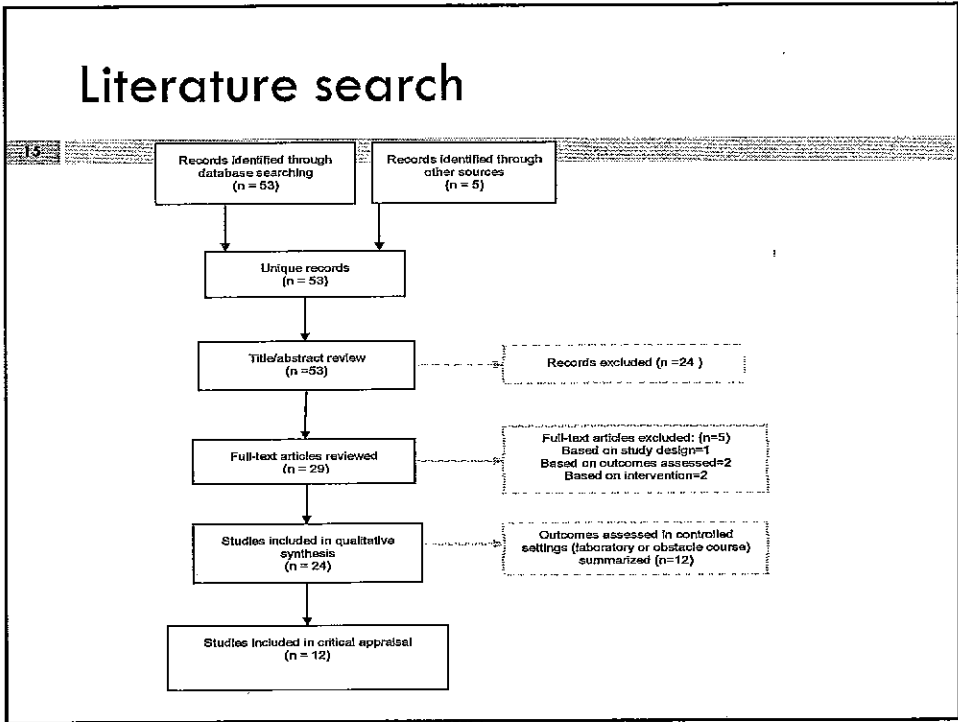 Literature search
15
Records identified through
database searching
(n = 53)
Records identified through
other sources
(n = 5)
Unique records
(n = 53)
Title/abstract review
(n =53)
Records excluded (n =24 )
Full-text articles reviewed
(n = 29)
Full-text articles excluded: (n=5)
Based on study design=1
Based on outcomes assessed=2
Based on intervention=2
Studies included in qualitative
synthesis
(n = 24)
Outcomes assessed in controlled
settings (laboratory or obstacle course)
summarized (n=12)
Studies included in critical appraisal
(n = 12)